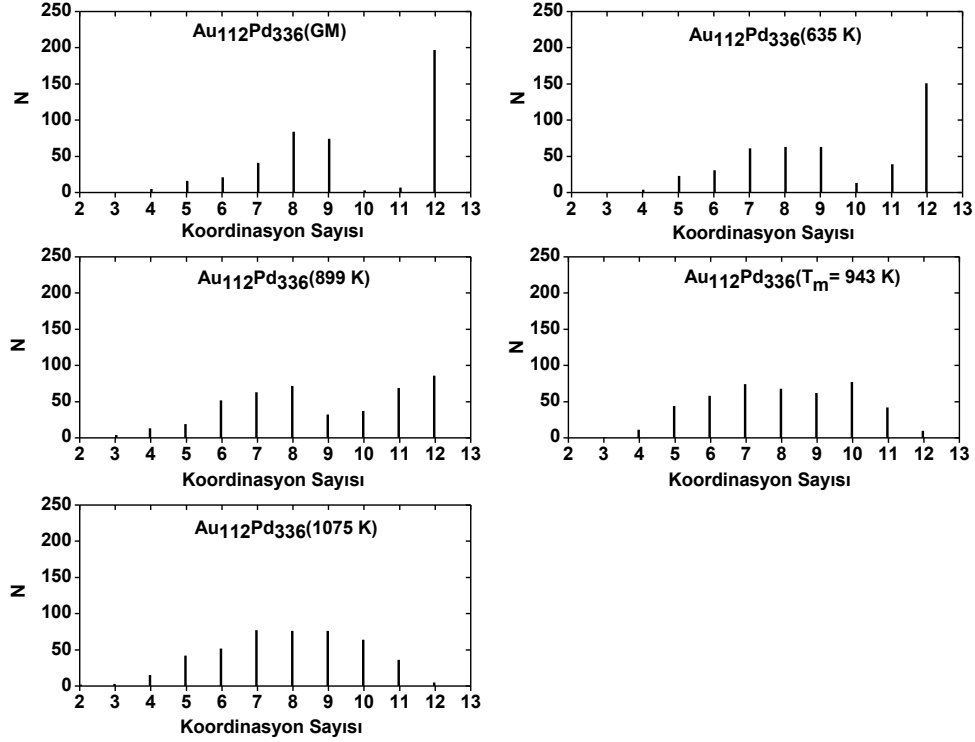 Au112Pd336(GM)
250
200
150
100
50
0
N
2 3 4 5 6 7 8 9 10 11 12 13
Koordinasyon Sayısı
Au112Pd336(635 K)
250
200
150
100
50
0
N
2 3 4 5 6 7 8 9 10 11 12 13
Koordinasyon Sayısı
Au112Pd336(899 K)
250
200
150
100
50
0
N
2 3 4 5 6 7 8 9 10 11 12 13
Koordinasyon Sayısı
Au112Pd336(Tm= 943 K)
250
200
150
100
50
0
N
2 3 4 5 6 7 8 9 10 11 12 13
Koordinasyon Sayısı
Au112Pd336(1075 K)
250
200
150
100
50
0
N
2 3 4 5 6 7 8 9 10 11 12 13
Koordinasyon Sayısı